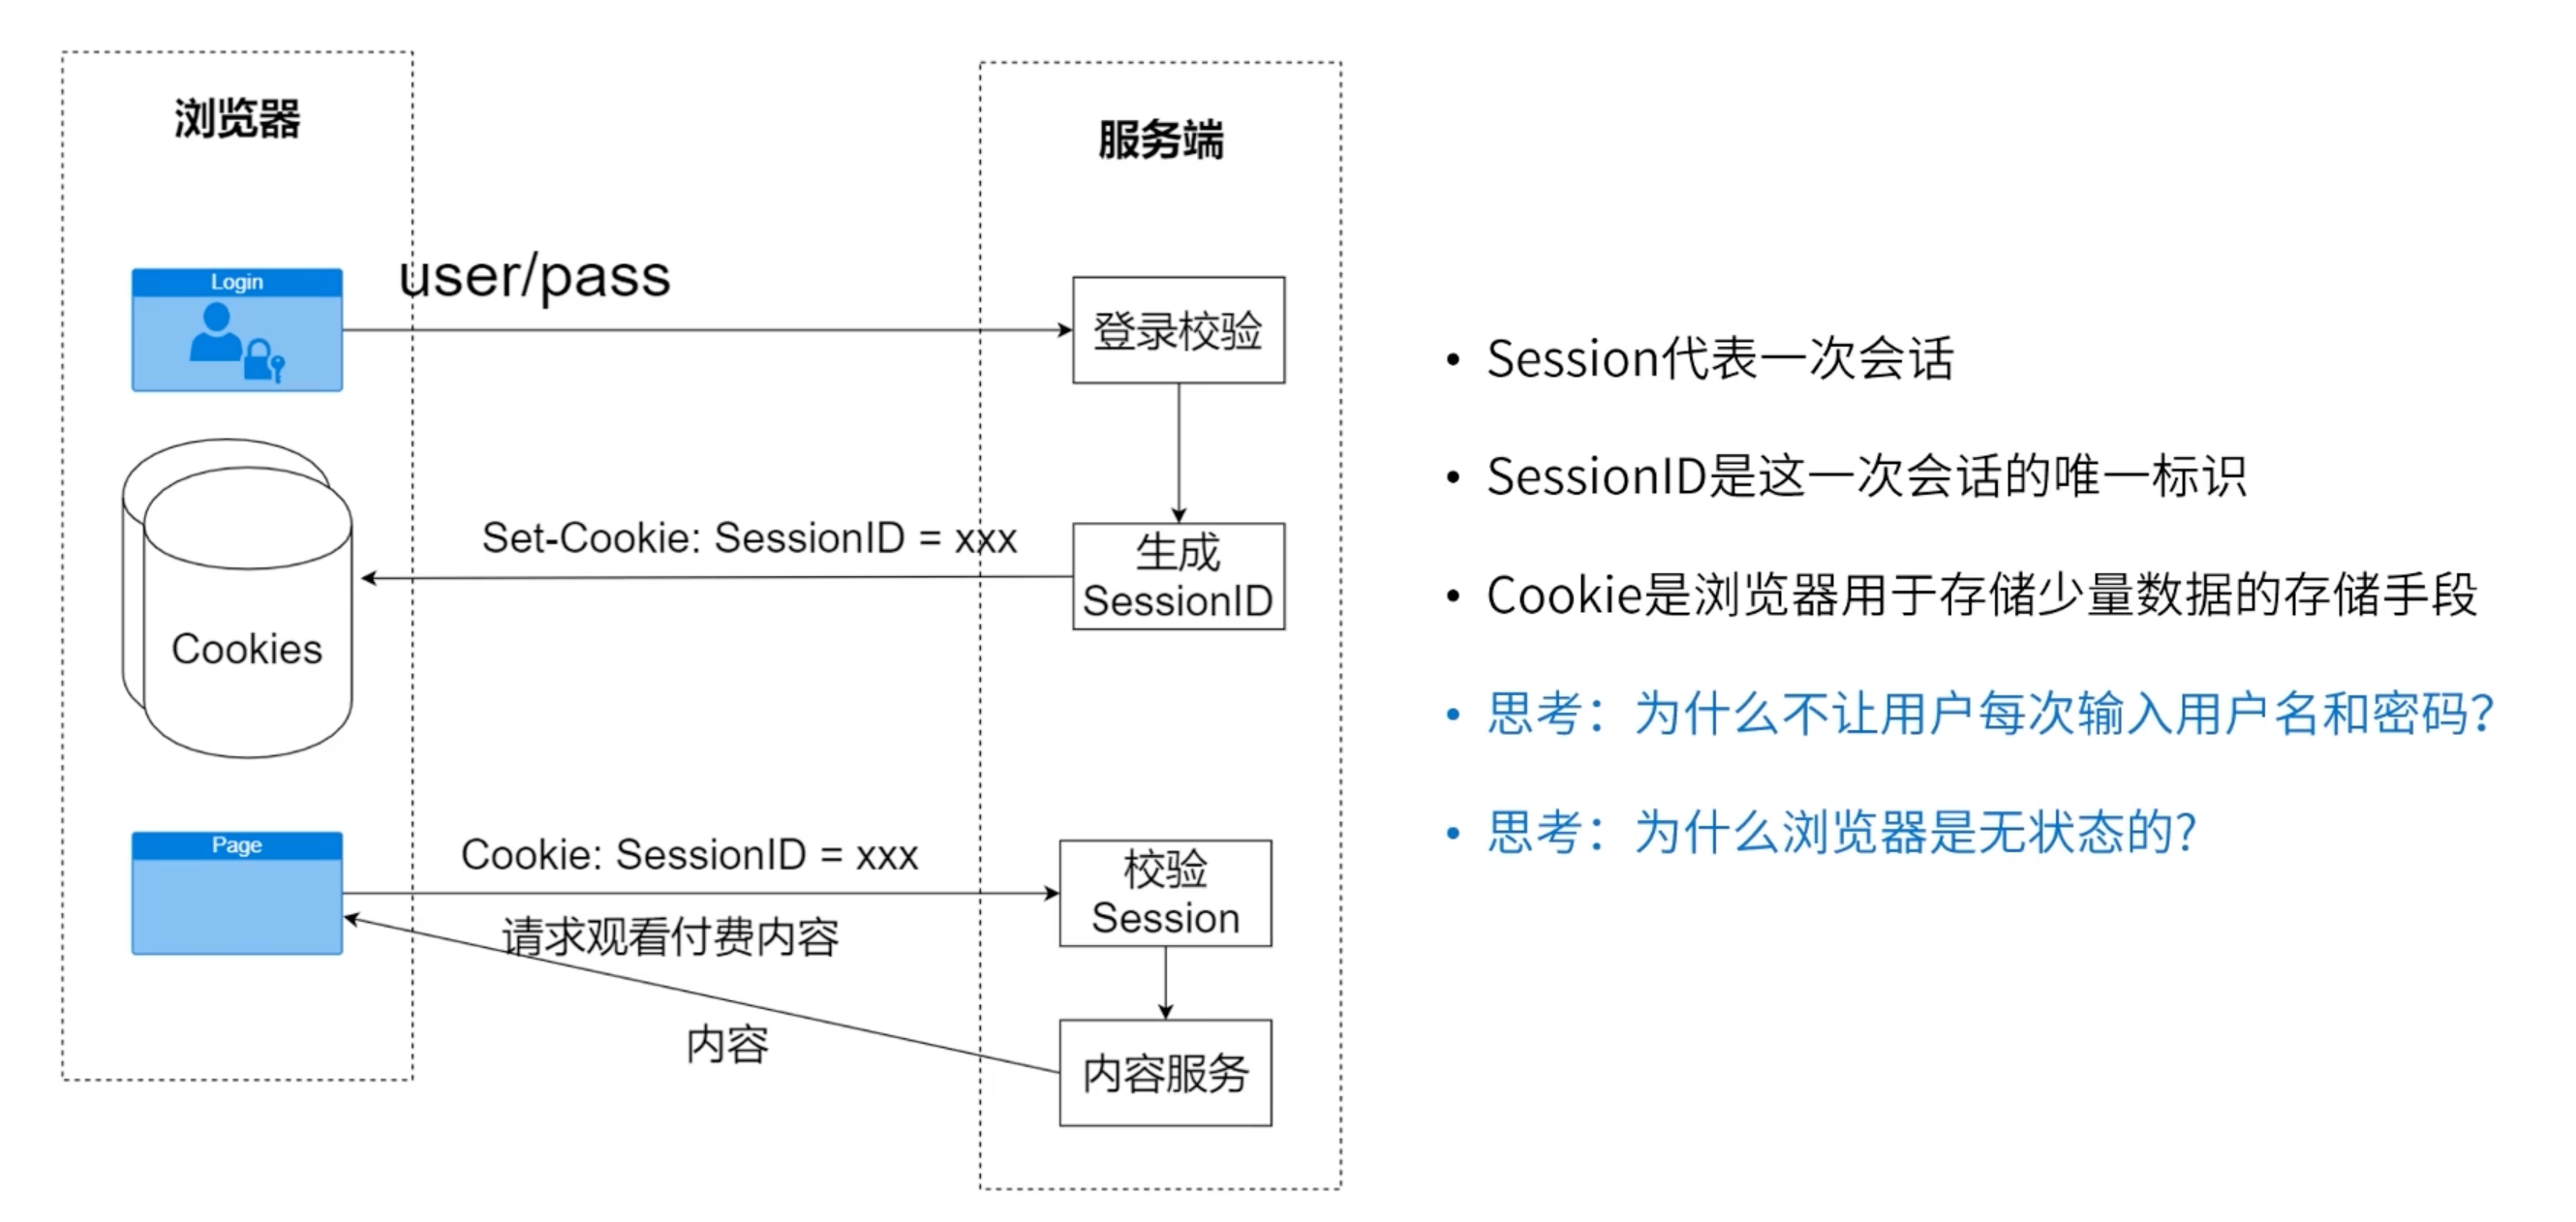 浏览器
服务端
Login
user/pass
登录校验
Set-Cookie: SessionID = xxx
生成
SessionID
Cookies
Page
Cookie: SessionID = xxx
校验
Session
请求观看付费内容
内容
内容服务
• Session代表一次会话
• SessionID是这一次会话的唯一标识
• Cookie是浏览器用于存储少量数据的存储手段
• 思考：为什么不让用户每次输入用户名和密码？
• 思考：为什么浏览器是无状态的？